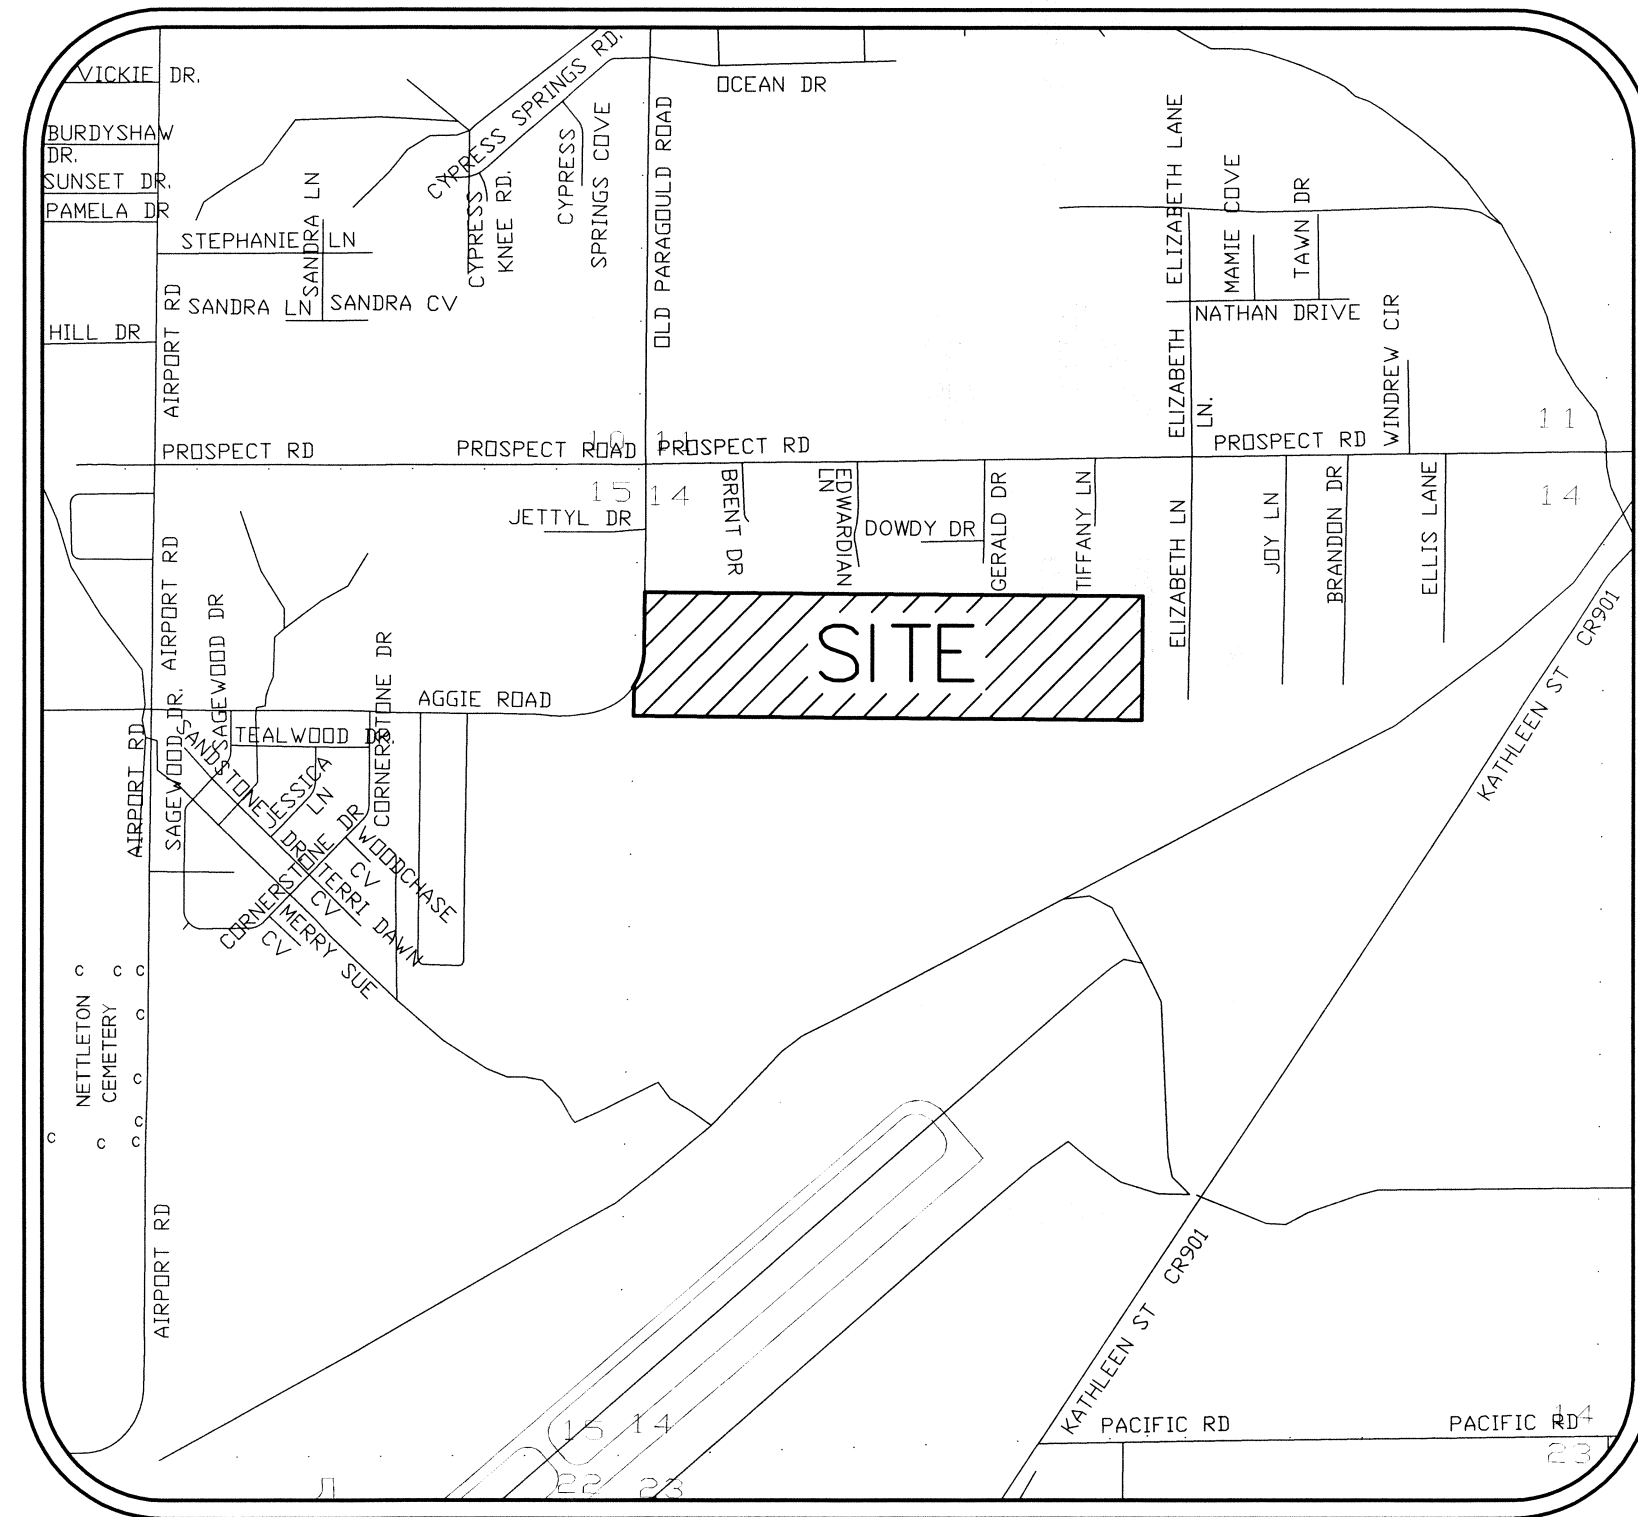 VICKIE DR.
BURDYSHAW
DR.
SUNSET DR.
PAMELA DR
HILL DR
AIRPORT RD
STEPHANIE LN
SANDRA LN
SANDRA LN
SANDRA CV
CYPRESS SPRINGS RD.
CYPRESS
KNEE RD.
CYPRESS
SPRINGS COVE
OLD PARAGOULD ROAD
OCEAN DR
ELIZABETH LANE
ELIZABETH
LN.
MAMIE COVE
TAWN DR
NATHAN DRIVE
WINDREW CIR
11
PROSPECT RD
PROSPECT ROAD
10
11
PROSPECT RD
PROSPECT RD
15
14
14
JETTYL DR
BRENT DR
EDWARDIAN
LN
DOWDY DR
GERALD DR
TIFFANY LN
ELIZABETH LN
JOY LN
BRANDON DR
ELLIS LANE
SITE
AIRPORT RD
SAGEWOOD DR
SAGEWOOD DR.
CORNERSTONE DR
AGGIE ROAD
TEALWOOD DR.
AIRPORT RD
SANDSTONE DR
JESSICA
LN
CORNERSTONE DR
WOODCHASE
CV
TERRI DAWN
CV
MERRY SUE
CV
KATHLEEN ST CR901
C C C
C
NETTLETON
CEMETERY
C
C
C C C
AIRPORT RD
KATHLEEN ST CR901
PACIFIC RD
PACIFIC RD
15
14
14
22
23
23